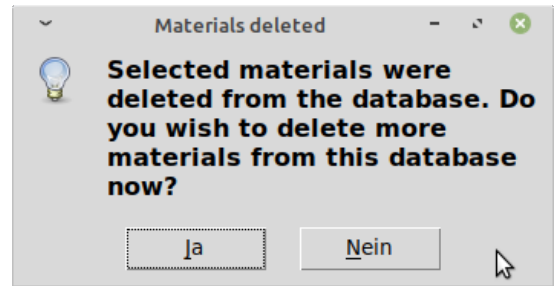 Materials deleted
Selected materials were
deleted from the database. Do
you wish to delete more
materials from this database
now?
Ja
Nein